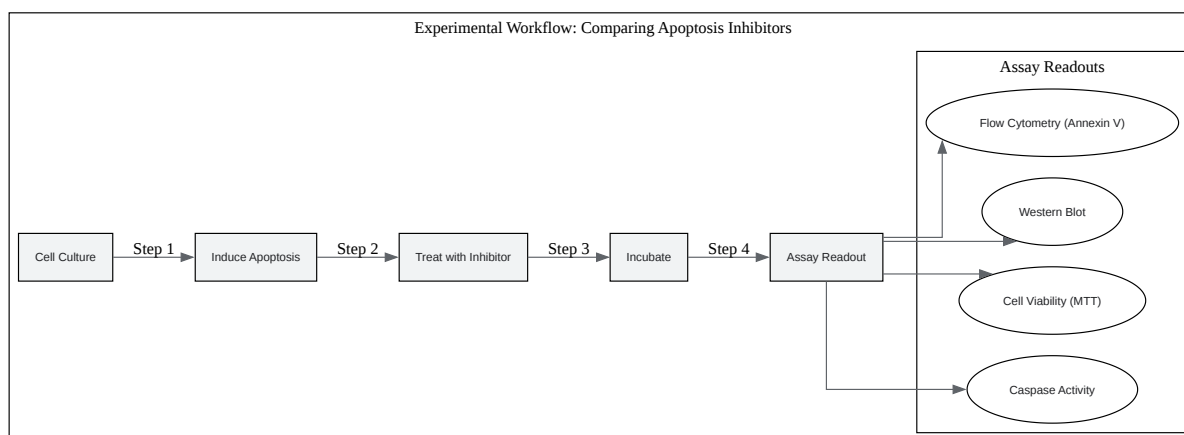 Experimental Workflow: Comparing Apoptosis Inhibitors
Assay Readouts
Flow Cytometry (Annexin V)
Western Blot
Cell Culture
Step 1
Induce Apoptosis
Step 2
Treat with Inhibitor
Step 3
Incubate
Step 4
Assay Readout
Cell Viability (MTT)
Caspase Activity